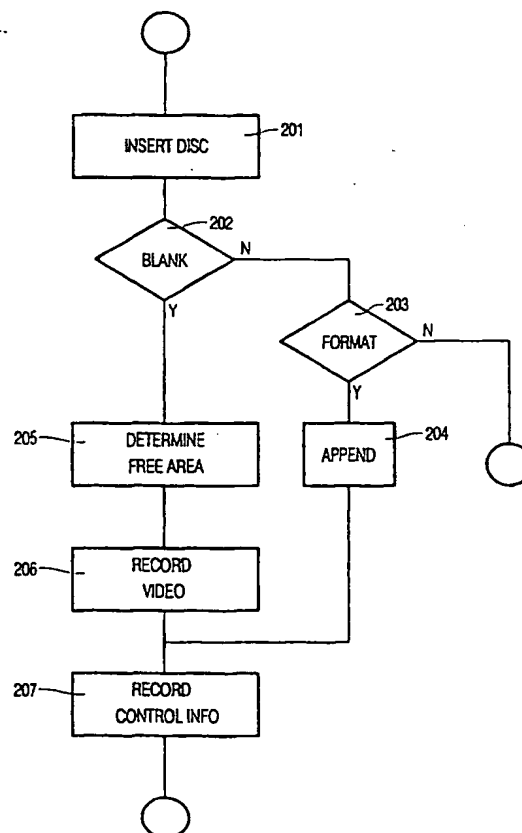 201
INSERT DISC
202
BLANK
N
Y
203
FORMAT
N
Y
205
DETERMINE
FREE AREA
204
APPEND
206
RECORD
VIDEO
207
RECORD
CONTROL INFO